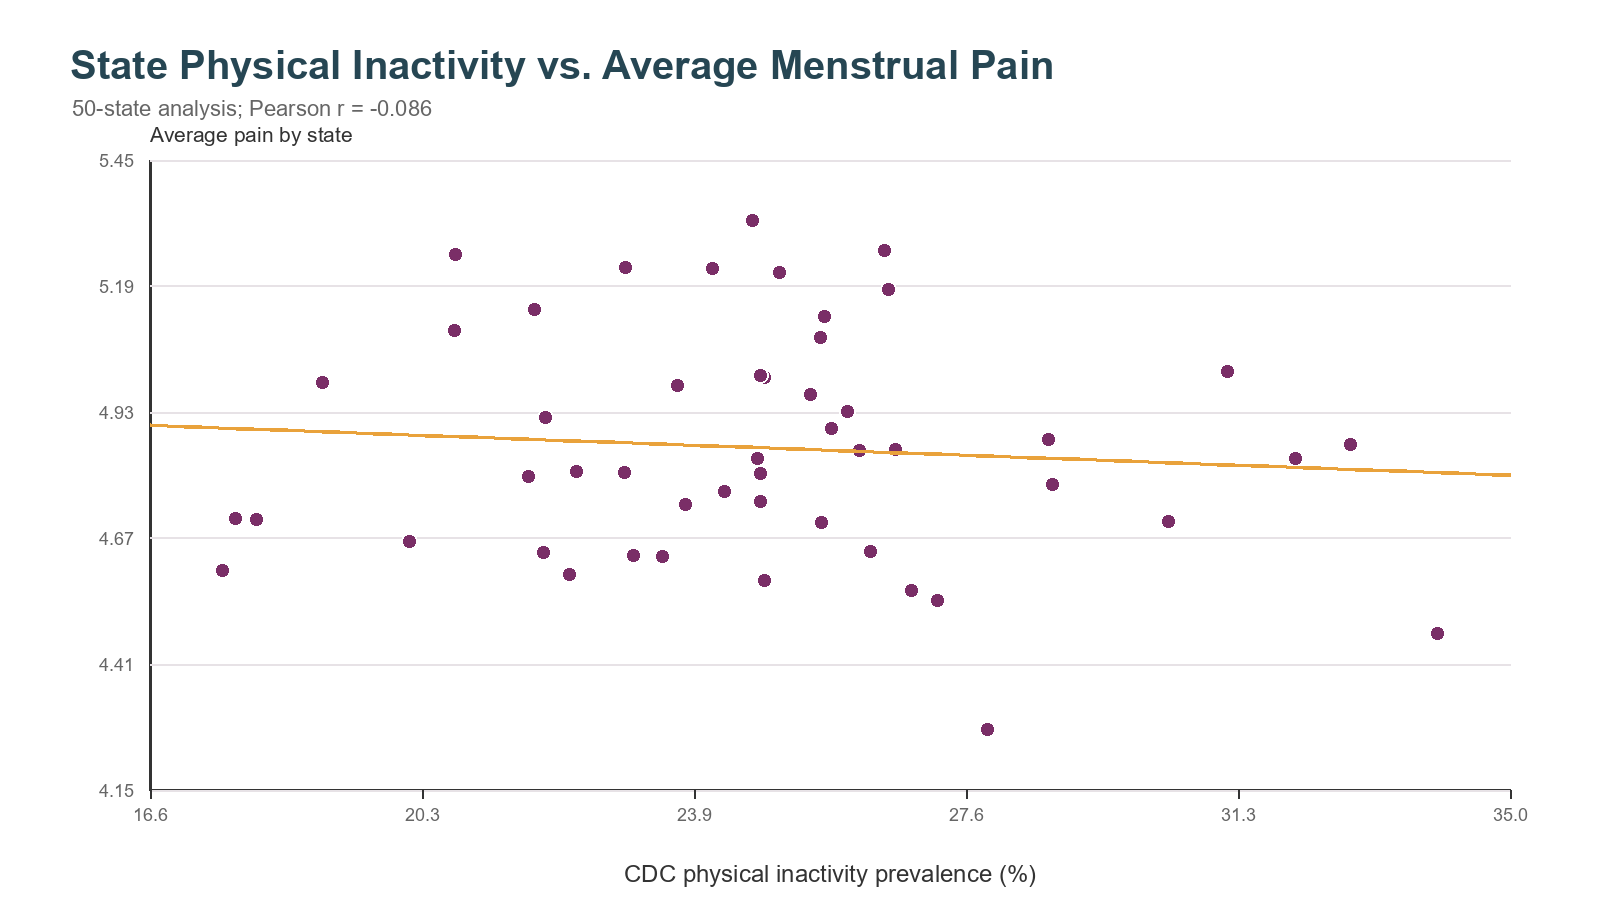 State Physical Inactivity vs. Average Menstrual Pain
50-state analysis; Pearson r = -0.086
Average pain by state
5.45
5.19
4.93
4.67
4.41
4.15
16.6 20.3 23.9 27.6 31.3 35.0
CDC physical inactivity prevalence (%)